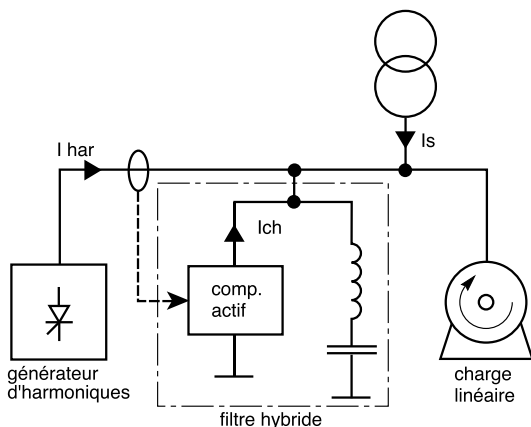 I har
Is
Ich
comp.
actif
générateur
d'harmoniques
charge
linéaire
filtre hybride